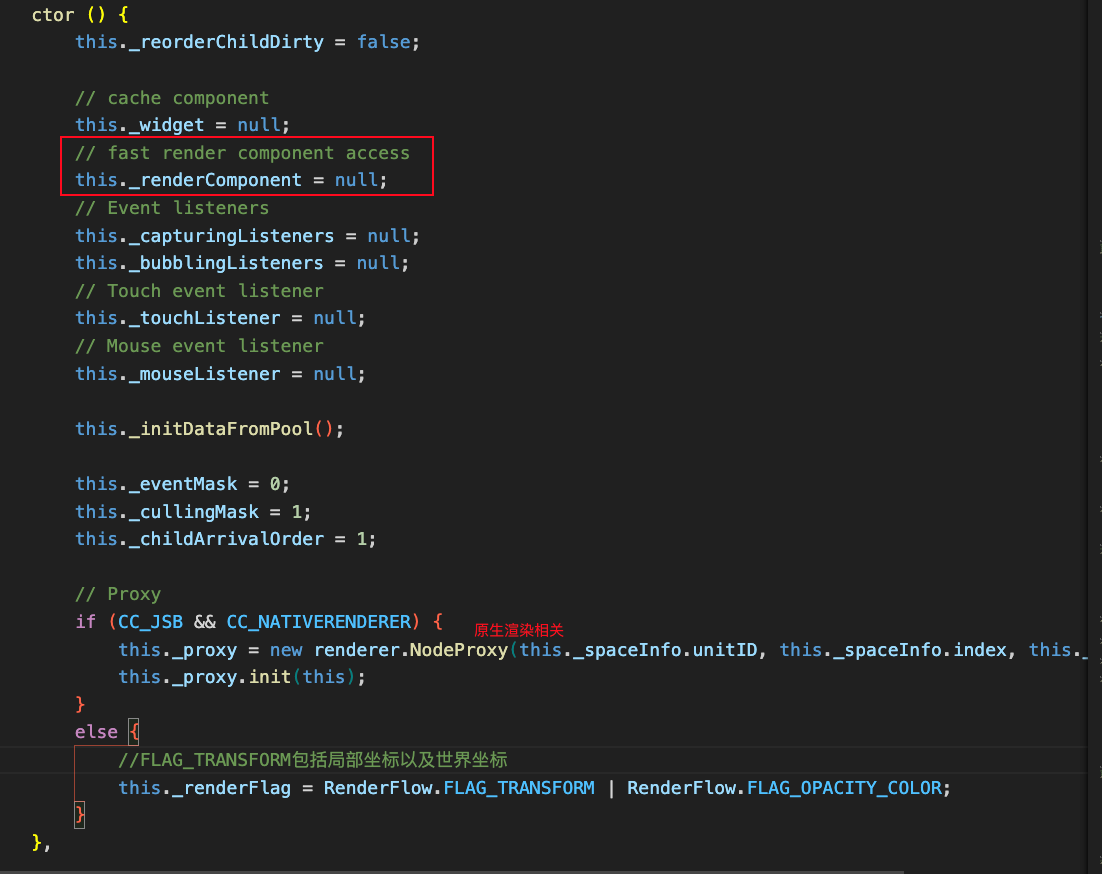 ctor () {
this._reorderChildDirty = false;
// cache component
this._widget = null;
// fast render component access
this._renderComponent = null;
// Event listeners
this._capturingListeners = null;
this._bubblingListeners = null;
// Touch event listener
this._touchListener = null;
// Mouse event listener
this._mouseListener = null;
this._initDataFromPool();
this._eventMask = 0;
this._cullingMask = 1;
this._childArrivalOrder = 1;
// Proxy
if (CC_JSB && CC_NATIVERENDERER) {
原生渲染相关
this._proxy = new renderer.NodeProxy(this._spaceInfo.unitID, this._spaceInfo.index, this._
this._proxy.init(this);
}
else {
//FLAG_TRANSFORM包括局部坐标以及世界坐标
this._renderFlag = RenderFlow.FLAG_TRANSFORM | RenderFlow.FLAG_OPACITY_COLOR;
}
},